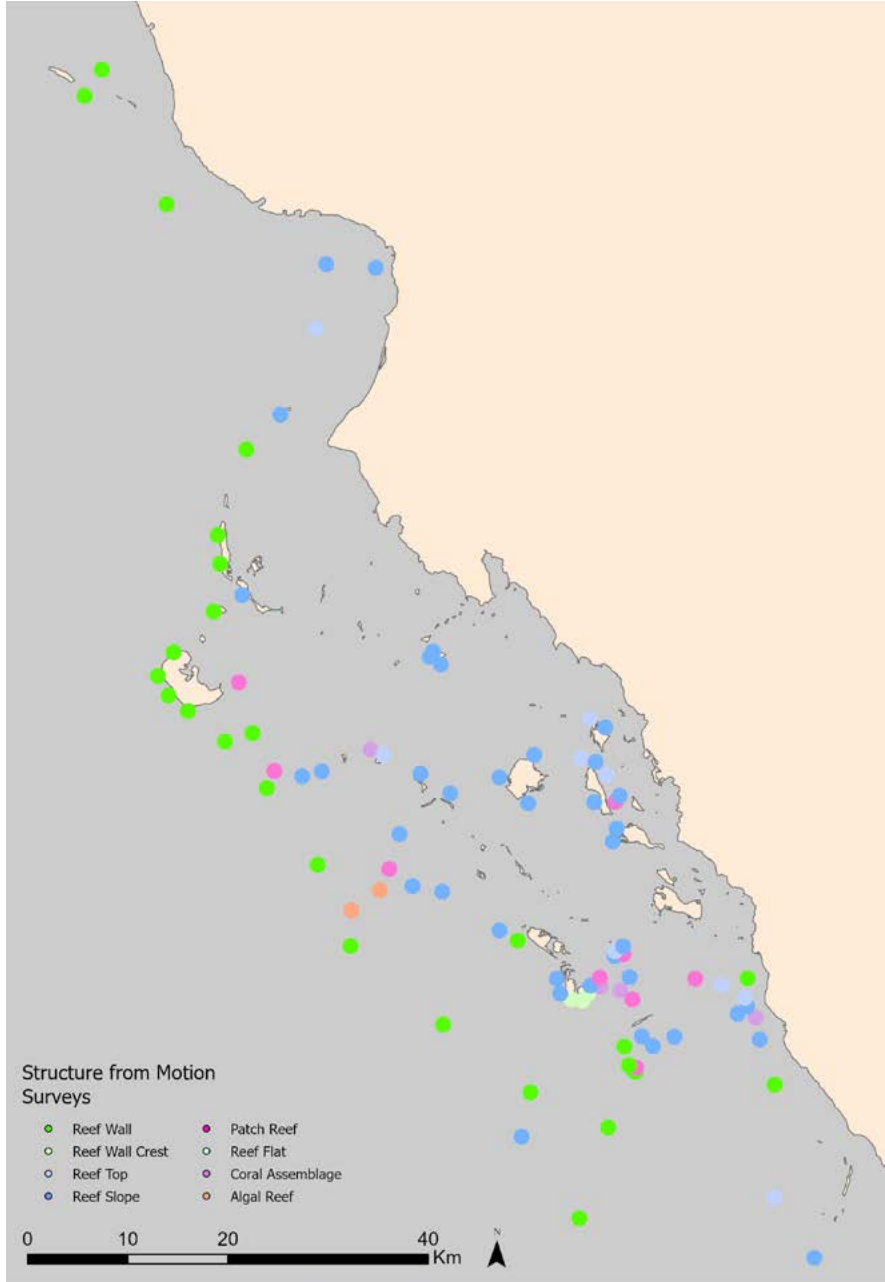 Structure from Motion
Surveys
Reef Wall
Patch Reef
Reef Wall Crest
Reef Flat
Reef Top
Coral Assemblage
Reef Slope
Algal Reef
0 10 20 40
Km
N